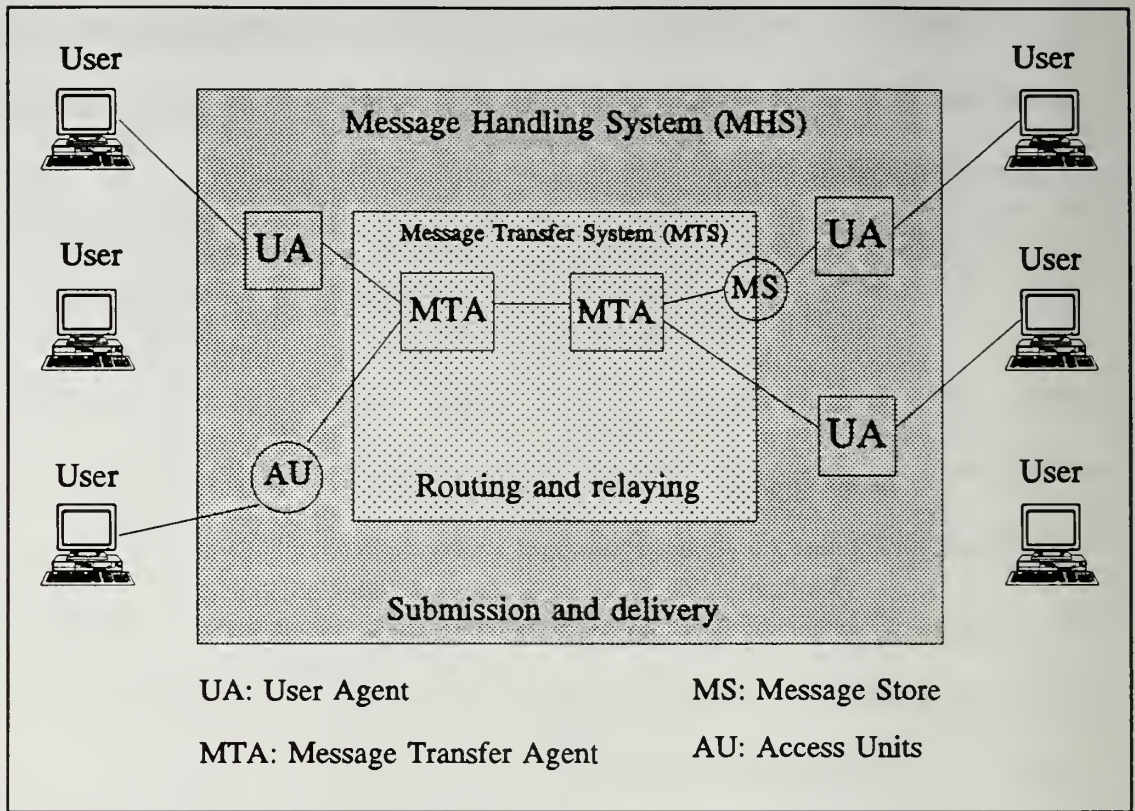 User
User
Message Handling System (MHS)
UA
Message Transfer System (MTS)
UA
User
User
MTA
MTA
MS
UA
User
AU
User
Routing and relaying
Submission and delivery
UA: User Agent
MS: Message Store
MTA: Message Transfer Agent
AU: Access Units